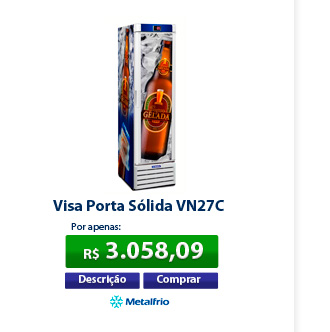 GELADA
Visa Porta Sólida VN27C
Por apenas:
R$ 3.058,09
Descrição Comprar
Metalfrio